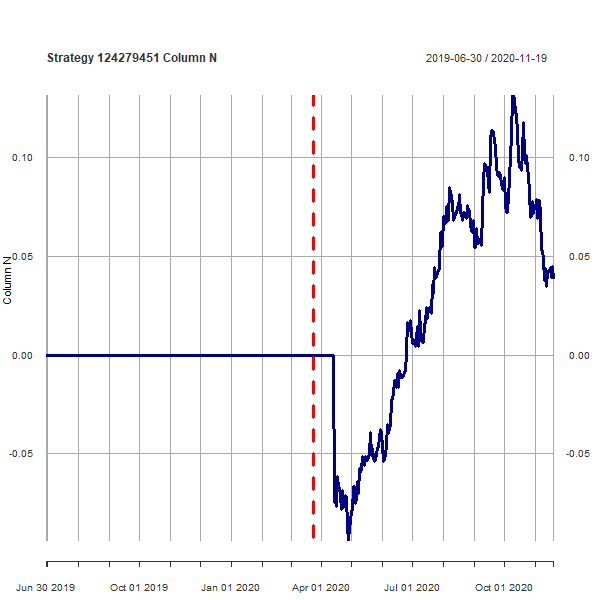 Strategy 124279451 Column N
2019-06-30 / 2020-11-19
Column N
0.10
0.10
0.05
0.05
0.00
0.00
-0.05
-0.05
Jun 30 2019
Oct 01 2019
Jan 01 2020
Apr 01 2020
Jul 01 2020
Oct 01 2020